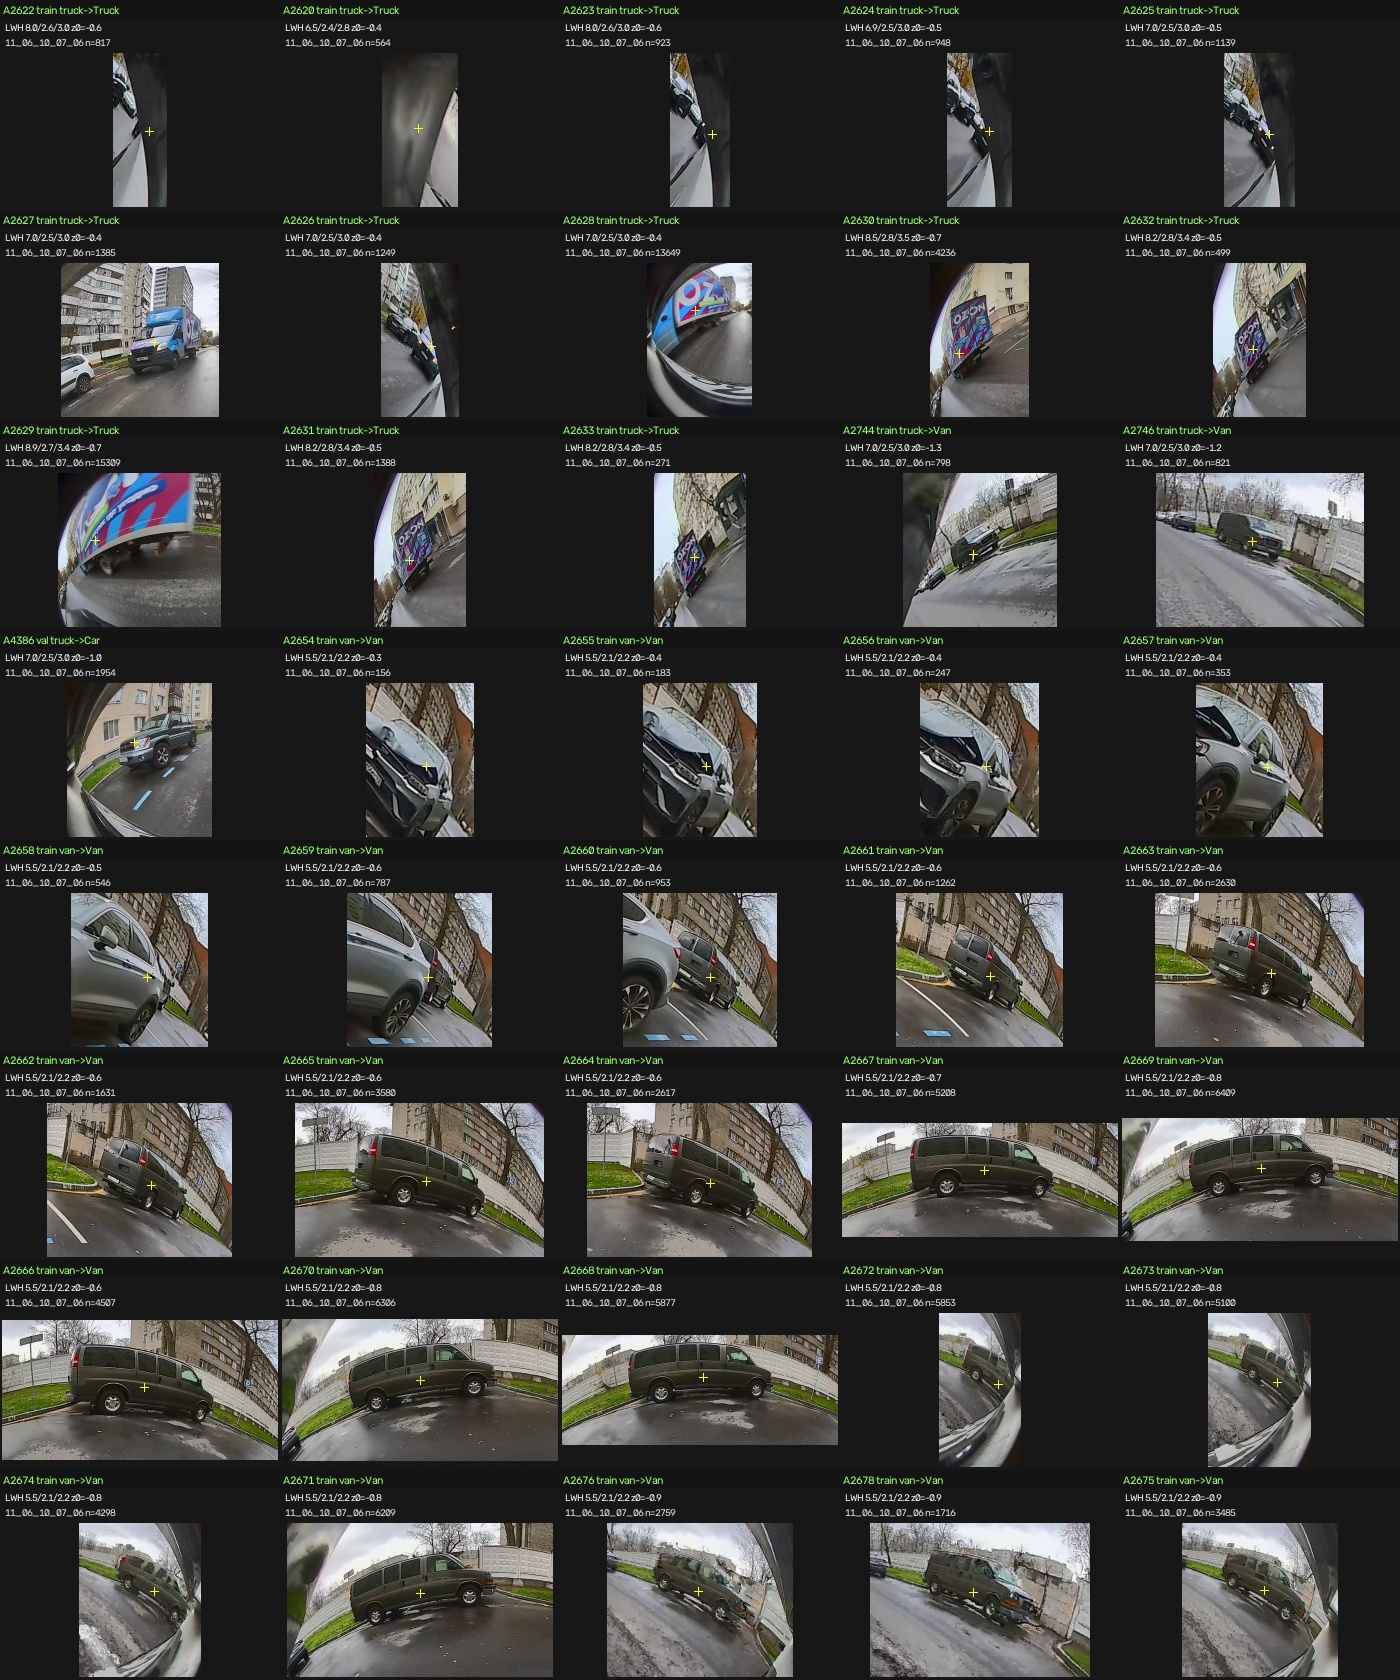 A2622 train truck->Truck
LWH 8.0/2.6/3.0 z0=-0.6
11_06_10_07_06 n=817
A2620 train truck->Truck
LWH 6.5/2.4/2.8 z0=-0.4
11_06_10_07_06 n=564
A2623 train truck->Truck
LWH 8.0/2.6/3.0 z0=-0.6
11_06_10_07_06 n=923
A2624 train truck->Truck
LWH 6.9/2.5/3.0 z0=-0.5
11_06_10_07_06 n=948
A2625 train truck->Truck
LWH 7.0/2.5/3.0 z0=-0.5
11_06_10_07_06 n=1139
A2627 train truck->Truck
LWH 7.0/2.5/3.0 z0=-0.4
11_06_10_07_06 n=1385
A2626 train truck->Truck
LWH 7.0/2.5/3.0 z0=-0.4
11_06_10_07_06 n=1249
A2628 train truck->Truck
LWH 7.0/2.5/3.0 z0=-0.4
11_06_10_07_06 n=13649
OZ
A2630 train truck->Truck
LWH 8.5/2.8/3.5 z0=-0.7
11_06_10_07_06 n=4236
OZON
A2632 train truck->Truck
LWH 8.2/2.8/3.4 z0=-0.5
11_06_10_07_06 n=499
OZON
A2629 train truck->Truck
LWH 8.9/2.7/3.4 z0=-0.7
11_06_10_07_06 n=15309
A2631 train truck->Truck
LWH 8.2/2.8/3.4 z0=-0.5
11_06_10_07_06 n=1388
OZON
A2633 train truck->Truck
LWH 8.2/2.8/3.4 z0=-0.5
11_06_10_07_06 n=271
OZON
A2744 train truck->Van
LWH 7.0/2.5/3.0 z0=-1.3
11_06_10_07_06 n=798
A2746 train truck->Van
LWH 7.0/2.5/3.0 z0=-1.2
11_06_10_07_06 n=821
A4386 val truck->Car
LWH 7.0/2.5/3.0 z0=-1.0
11_06_10_07_06 n=1954
A2654 train van->Van
LWH 5.5/2.1/2.2 z0=-0.3
11_06_10_07_06 n=156
A2655 train van->Van
LWH 5.5/2.1/2.2 z0=-0.4
11_06_10_07_06 n=183
A2656 train van->Van
LWH 5.5/2.1/2.2 z0=-0.4
11_06_10_07_06 n=247
A2657 train van->Van
LWH 5.5/2.1/2.2 z0=-0.4
11_06_10_07_06 n=353
A2658 train van->Van
LWH 5.5/2.1/2.2 z0=-0.5
11_06_10_07_06 n=546
A2659 train van->Van
LWH 5.5/2.1/2.2 z0=-0.6
11_06_10_07_06 n=787
A2660 train van->Van
LWH 5.5/2.1/2.2 z0=-0.6
11_06_10_07_06 n=953
A2661 train van->Van
LWH 5.5/2.1/2.2 z0=-0.6
11_06_10_07_06 n=1262
A2663 train van->Van
LWH 5.5/2.1/2.2 z0=-0.6
11_06_10_07_06 n=2630
A2662 train van->Van
LWH 5.5/2.1/2.2 z0=-0.6
11_06_10_07_06 n=1631
A2665 train van->Van
LWH 5.5/2.1/2.2 z0=-0.6
11_06_10_07_06 n=3580
A2664 train van->Van
LWH 5.5/2.1/2.2 z0=-0.6
11_06_10_07_06 n=2617
A2667 train van->Van
LWH 5.5/2.1/2.2 z0=-0.7
11_06_10_07_06 n=5208
A2669 train van->Van
LWH 5.5/2.1/2.2 z0=-0.8
11_06_10_07_06 n=6409
A2666 train van->Van
LWH 5.5/2.1/2.2 z0=-0.6
11_06_10_07_06 n=4507
A2670 train van->Van
LWH 5.5/2.1/2.2 z0=-0.8
11_06_10_07_06 n=6306
A2668 train van->Van
LWH 5.5/2.1/2.2 z0=-0.8
11_06_10_07_06 n=5877
A2672 train van->Van
LWH 5.5/2.1/2.2 z0=-0.8
11_06_10_07_06 n=5853
A2673 train van->Van
LWH 5.5/2.1/2.2 z0=-0.8
11_06_10_07_06 n=5100
A2674 train van->Van
LWH 5.5/2.1/2.2 z0=-0.8
11_06_10_07_06 n=4298
A2671 train van->Van
LWH 5.5/2.1/2.2 z0=-0.8
11_06_10_07_06 n=6209
A2676 train van->Van
LWH 5.5/2.1/2.2 z0=-0.9
11_06_10_07_06 n=2759
A2678 train van->Van
LWH 5.5/2.1/2.2 z0=-0.9
11_06_10_07_06 n=1716
A2675 train van->Van
LWH 5.5/2.1/2.2 z0=-0.9
11_06_10_07_06 n=3485